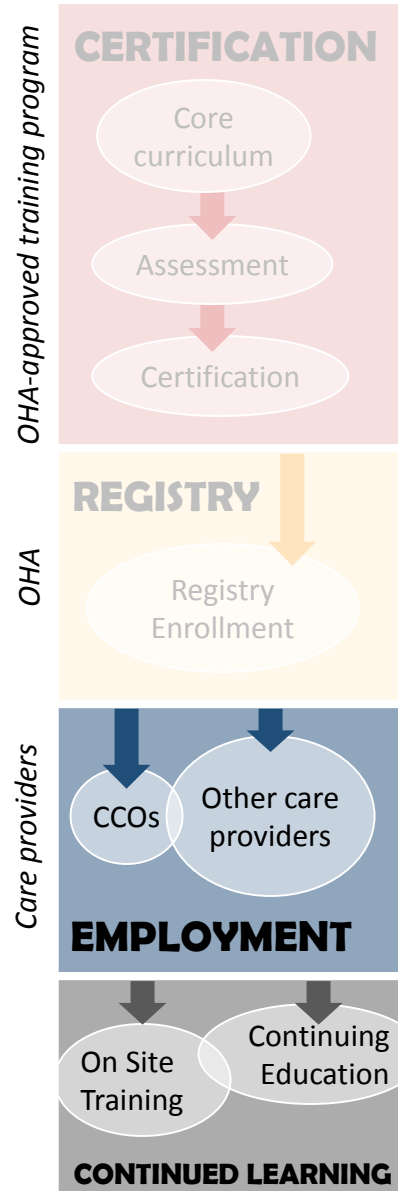 OHA-approved training program
CERTIFICATION
Core
curriculum
Assessment
Certification
OHA
REGISTRY
Registry
Enrollment
Care providers
CCOs
Other care
providers
EMPLOYMENT
On Site
Training
Continuing
Education
CONTINUED LEARNING